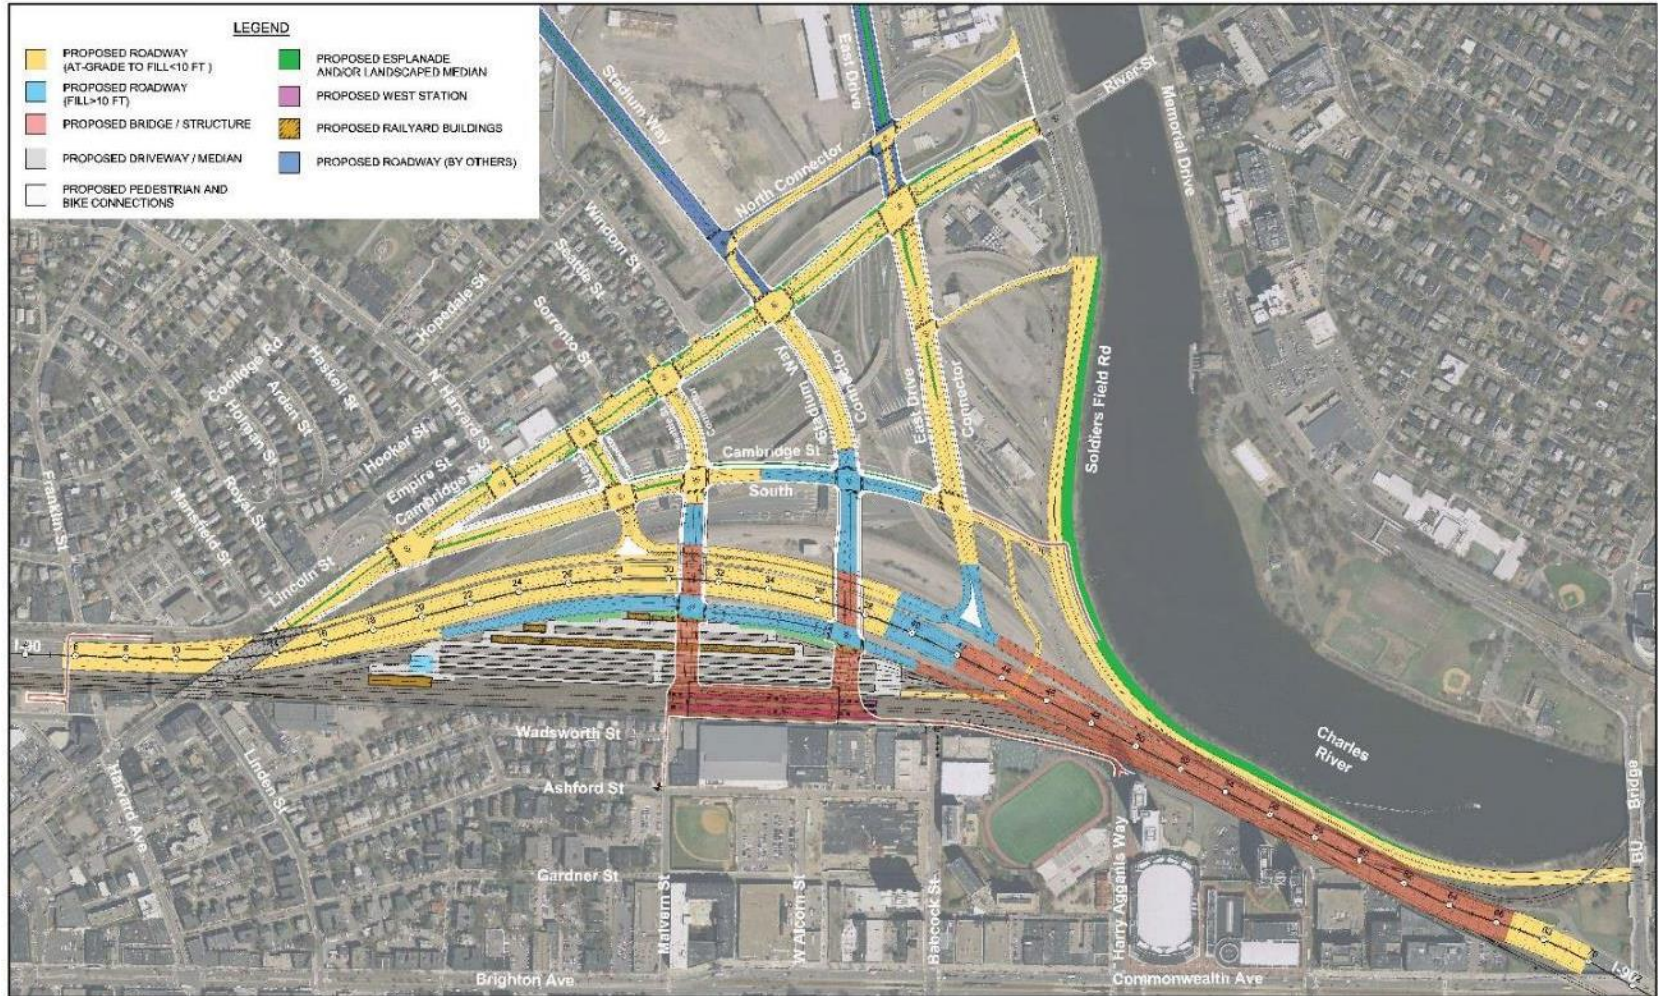 LEGEND
PROPOSED ROADWAY
(AT-GRADE TO FILL<10 FT )
PROPOSED ROADWAY
(FILL>10 FT)
PROPOSED BRIDGE / STRUCTURE
PROPOSED DRIVEWAY / MEDIAN
PROPOSED PEDESTRIAN AND
BIKE CONNECTIONS
PROPOSED ESPLANADE
AND/OR LANDSCAPED MEDIAN
PROPOSED WEST STATION
PROPOSED RAILYARD BUILDINGS
PROPOSED ROADWAY (BY OTHERS)
Stadium Way
East Drive
River St
Memorial Drive
North Connector
Windom St
Seattle St
Sorrento St
Hopedale St
Coolidge Rd
Haskell St
Arden St
Holman St
N. Harvard St
Hooker St
Empire St
Cambridge St
Royal St
Mansfield St
Franklin St
Lincoln St
Stadium Way
Connector
East Drive
Connector
Cambridge St
South
Soldiers Field Rd
I-90
Wadsworth St
Ashford St
Gardner St
Linden St
Harvard Ave
Malvern St
Alcorn St
Babcock St
Harry Agganis Way
Charles
River
BU Bridge
Brighton Ave
Commonwealth Ave
I-90